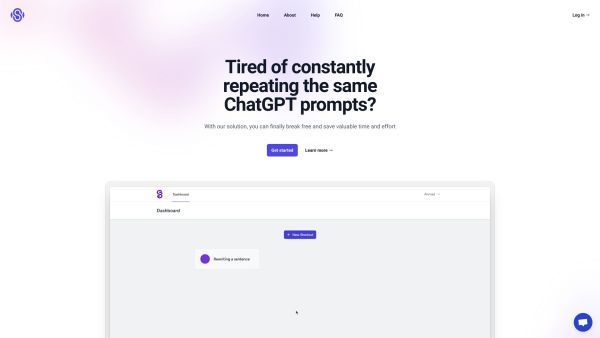 Home About Help FAQ Log in →
Tired of constantly
repeating the same
ChatGPT prompts?
With our solution, you can finally break free and save valuable time and effort.
Get started Learn more →
Dashboard
Dashboard
+ New Shortcut
Rewriting a sentence